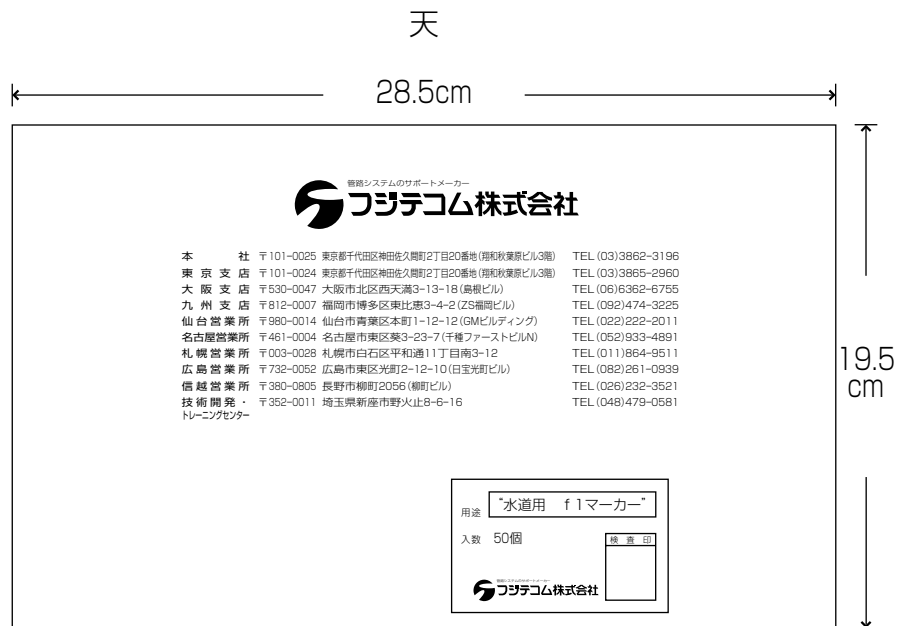 天
28.5cm
管路システムのサポートメーカー
フジテコム株式会社
本 社 〒101-0025 東京都千代田区神田佐久間町2丁目20番地(翔和秋葉原ビル3階) TEL(03)3862-3196
東京支店 〒101-0024 東京都千代田区神田佐久間町2丁目20番地(翔和秋葉原ビル3階) TEL(03)3865-2960
大阪支店 〒530-0047 大阪市北区西天満3-13-18(島根ビル) TEL(06)6362-6755
九州支店 〒812-0007 福岡市博多区東比恵3-4-2(ZS福岡ビル) TEL(092)474-3225
仙台営業所 〒980-0014 仙台市青葉区本町1-12-12(GMビルディング) TEL(022)222-2011
名古屋営業所 〒461-0004 名古屋市東区葵3-23-7(千種ファーストビルN) TEL(052)933-4891
札幌営業所 〒003-0028 札幌市白石区平和通11丁目南3-12 TEL(011)864-9511
広島営業所 〒732-0052 広島市東区光町2-12-10(日宝光町ビル) TEL(082)261-0939
信越営業所 〒380-0805 長野市柳町2056(柳町ビル) TEL(026)232-3521
技術開発・ 〒352-0011 埼玉県新座市野火止8-6-16 TEL(048)479-0581
トレーニングセンター
19.5
cm
用途 “水道用 f1マーカー”
入数 50個
検査印
管路システムのサポートメーカー
フジテコム株式会社